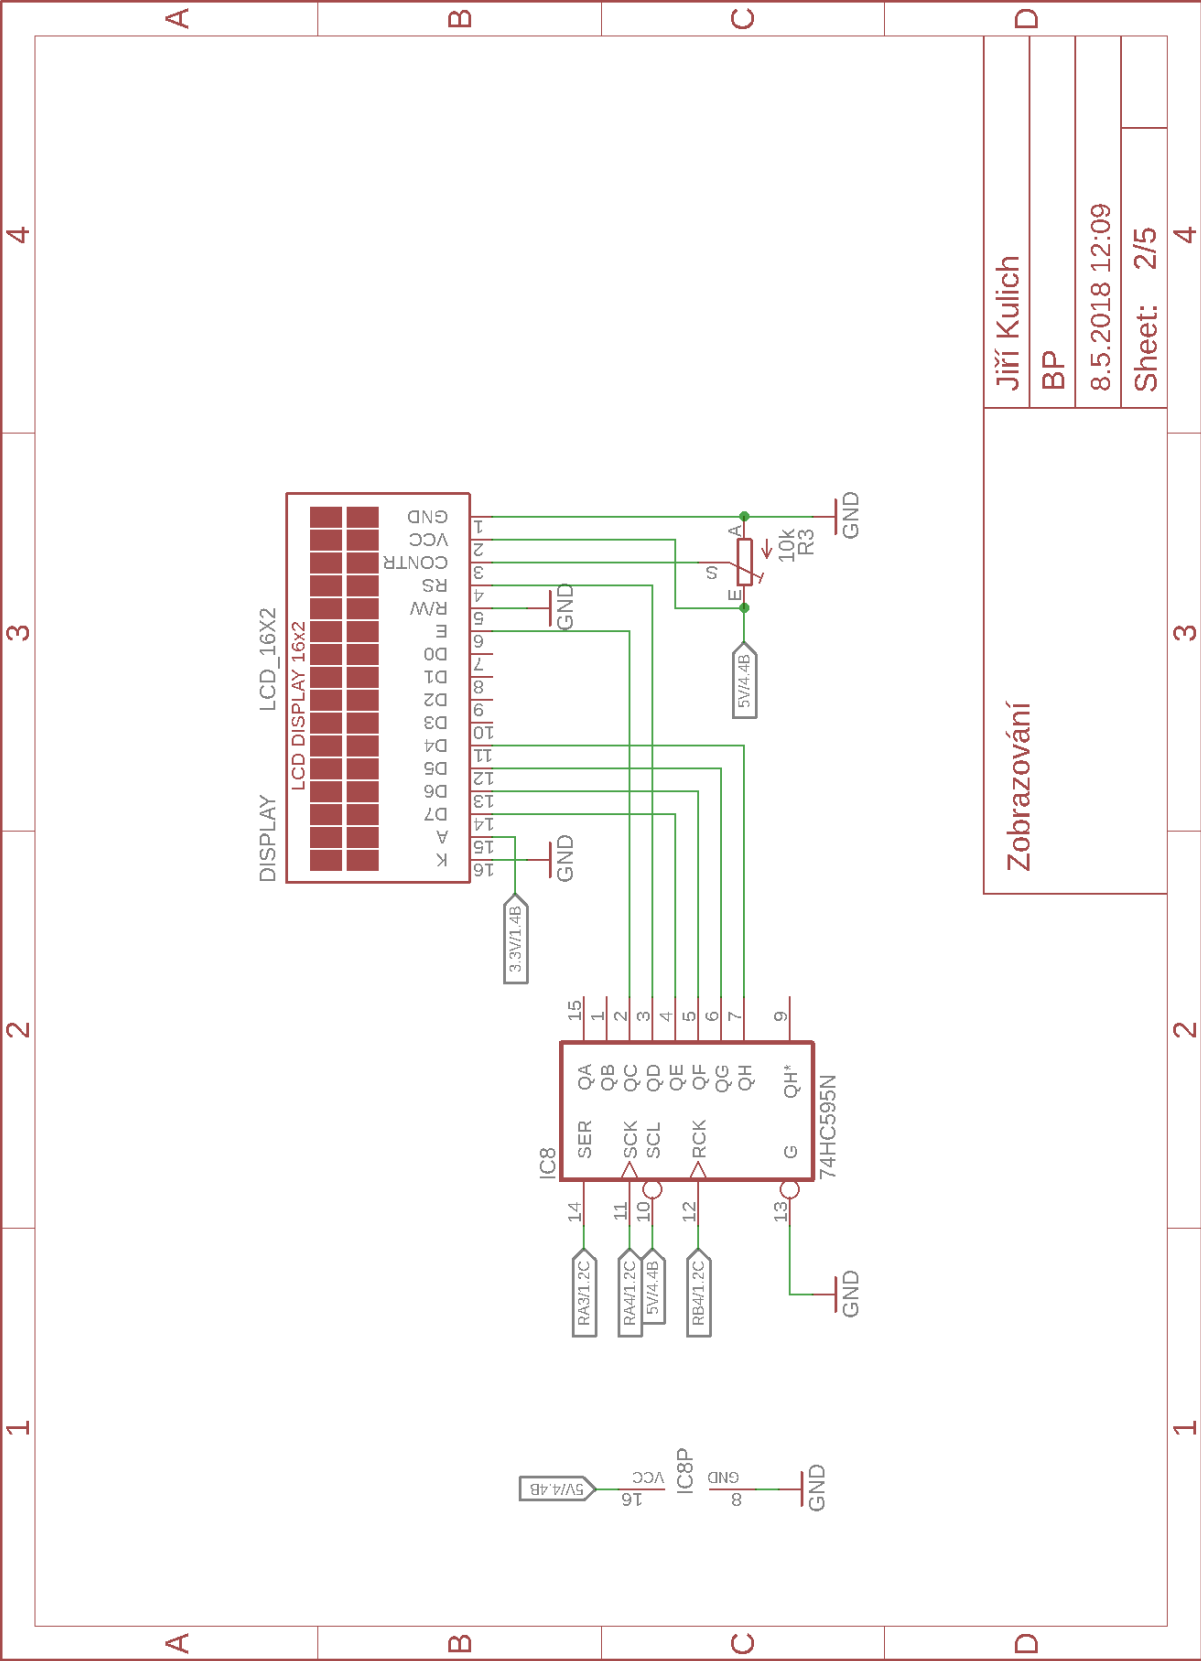 1
2
3
4
A
B
C
D
DISPLAY
LCD_16X2
LCD DISPLAY 16x2
K
A
D7
D6
D5
D4
D3
D2
D1
D0
E
R/W
RS
CONTR
VCC
GND
16
15
14
13
12
11
10
9
8
7
6
5
4
3
2
1
3.3V/1.4B
GND
GND
5V/4.4B
E
S
A
10k
R3
GND
IC8
SER
SCK
SCL
RCK
G
QA
QB
QC
QD
QE
QF
QG
QH
QH*
74HC595N
14
11
10
12
13
15
1
2
3
4
5
6
7
9
RA3/1.2C
RA4/1.2C
5V/4.4B
RB4/1.2C
GND
5V/4.4B
16
VCC
IC8P
8
GND
GND
Zobrazování
Jiří Kulich
BP
8.5.2018 12:09
Sheet: 2/5
A
B
C
D
1
2
3
4